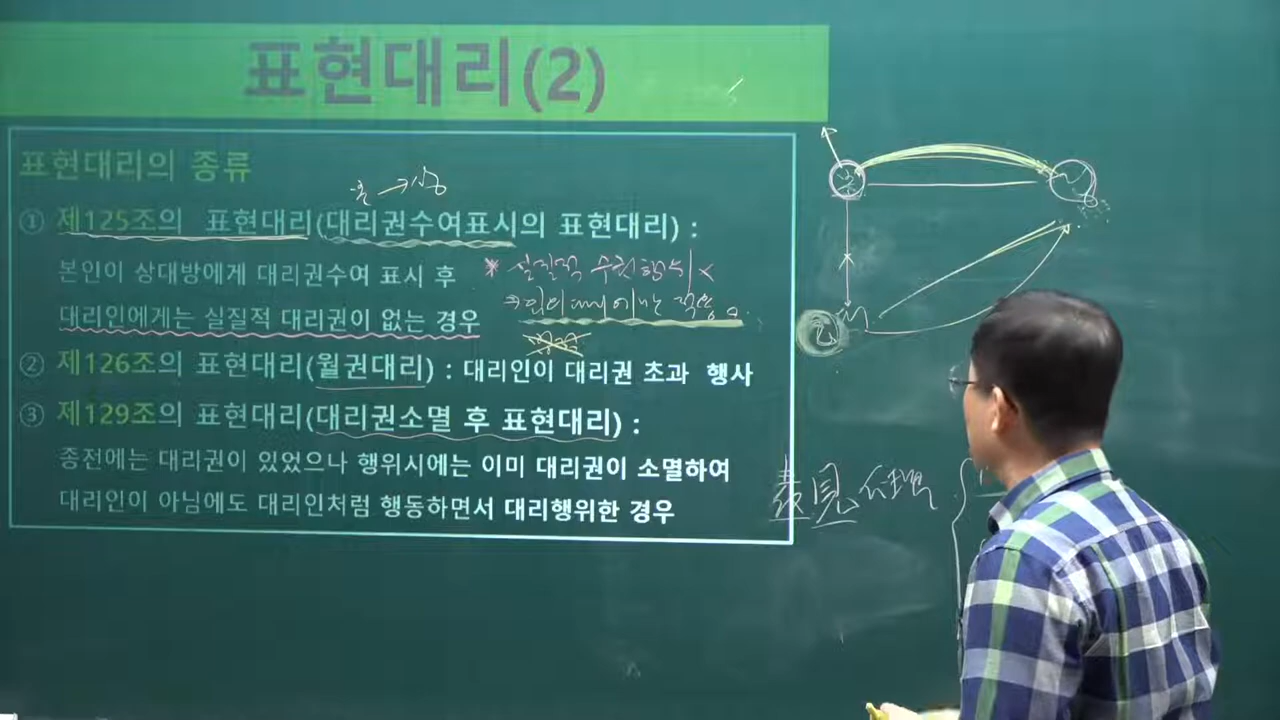 표현대리(2)
표현대리의 종류
① 제125조의 표현대리(대리권수여표시의 표현대리) :
본인이 상대방에게 대리권수여 표시 후
* 실질적 수권행위 ×
대리인에게는 실질적 대리권이 없는 경우
② 제126조의 표현대리(월권대리) : 대리인이 대리권 초과 행사
③ 제129조의 표현대리(대리권소멸 후 표현대리) :
종전에는 대리권이 있었으나 행위시에는 이미 대리권이 소멸하여
대리인이 아님에도 대리인처럼 행동하면서 대리행위한 경우
表見代理